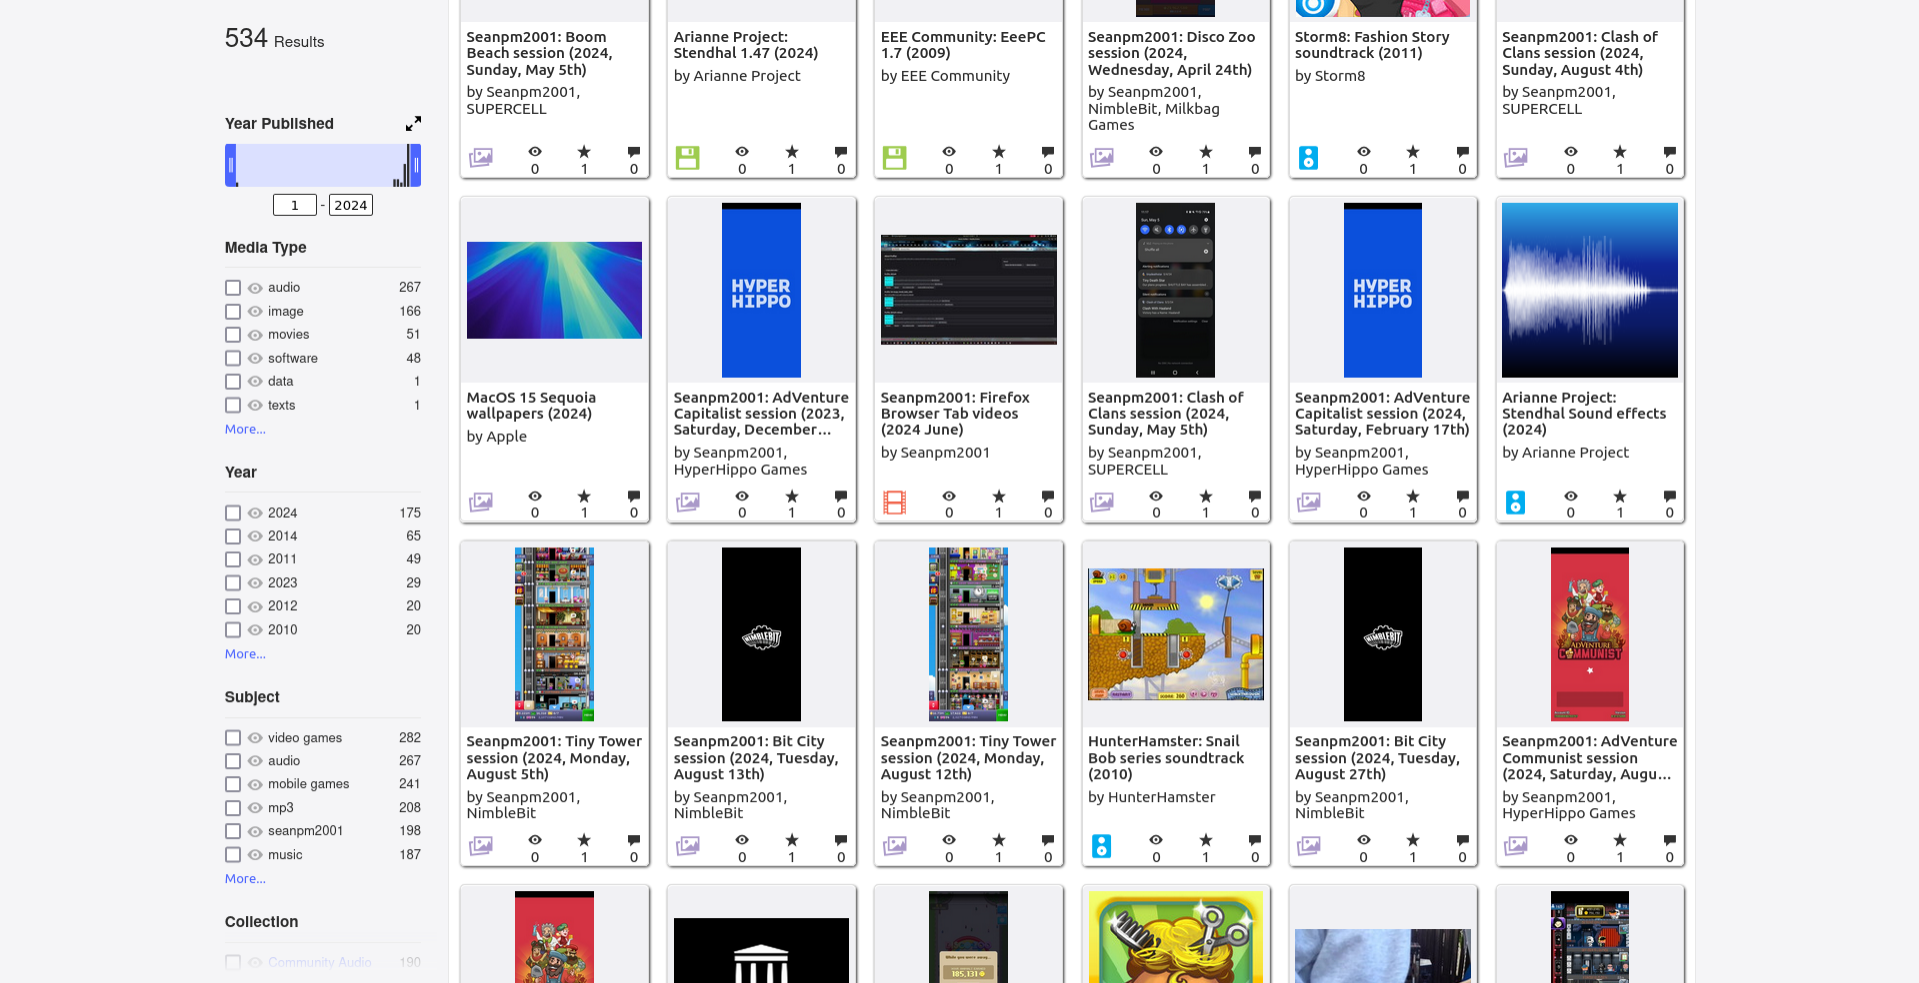 534 Results
Year Published
1 - 2024
Media Type
audio 267
image 166
movies 51
software 48
data 1
texts 1
More...
Year
2024 175
2014 65
2011 49
2023 29
2012 20
2010 20
More...
Subject
video games 282
audio 267
mobile games 241
mp3 208
seanpm2001 198
music 187
More...
Collection
Community Audio 190
Seanpm2001: Boom
Beach session (2024,
Sunday, May 5th)
by Seanpm2001,
SUPERCELL
0 1 0
Arianne Project:
Stendhal 1.47 (2024)
by Arianne Project
0 1 0
EEE Community: EeePC
1.7 (2009)
by EEE Community
0 1 0
Seanpm2001: Disco Zoo
session (2024,
Wednesday, April 24th)
by Seanpm2001,
NimbleBit, Milkbag
Games
0 1 0
Storm8: Fashion Story
soundtrack (2011)
by Storm8
0 1 0
Seanpm2001: Clash of
Clans session (2024,
Sunday, August 4th)
by Seanpm2001,
SUPERCELL
0 1 0
MacOS 15 Sequoia
wallpapers (2024)
by Apple
0 1 0
HYPER
HIPPO
Seanpm2001: AdVenture
Capitalist session (2023,
Saturday, December...
by Seanpm2001,
HyperHippo Games
0 1 0
Seanpm2001: Firefox
Browser Tab videos
(2024 June)
by Seanpm2001
0 1 0
Seanpm2001: Clash of
Clans session (2024,
Sunday, May 5th)
by Seanpm2001,
SUPERCELL
0 1 0
HYPER
HIPPO
Seanpm2001: AdVenture
Capitalist session (2024,
Saturday, February 17th)
by Seanpm2001,
HyperHippo Games
0 1 0
Arianne Project:
Stendhal Sound effects
(2024)
by Arianne Project
0 1 0
Seanpm2001: Tiny Tower
session (2024, Monday,
August 5th)
by Seanpm2001,
NimbleBit
0 1 0
NIMBLEBIT
Seanpm2001: Bit City
session (2024, Tuesday,
August 13th)
by Seanpm2001,
NimbleBit
0 1 0
Seanpm2001: Tiny Tower
session (2024, Monday,
August 12th)
by Seanpm2001,
NimbleBit
0 1 0
HunterHamster: Snail
Bob series soundtrack
(2010)
by HunterHamster
0 1 0
NIMBLEBIT
Seanpm2001: Bit City
session (2024, Tuesday,
August 27th)
by Seanpm2001,
NimbleBit
0 1 0
ADVENTURE
COMMUNIST
Seanpm2001: AdVenture
Communist session
(2024, Saturday, Augu...
by Seanpm2001,
HyperHippo Games
0 1 0
While you were away...
185,131